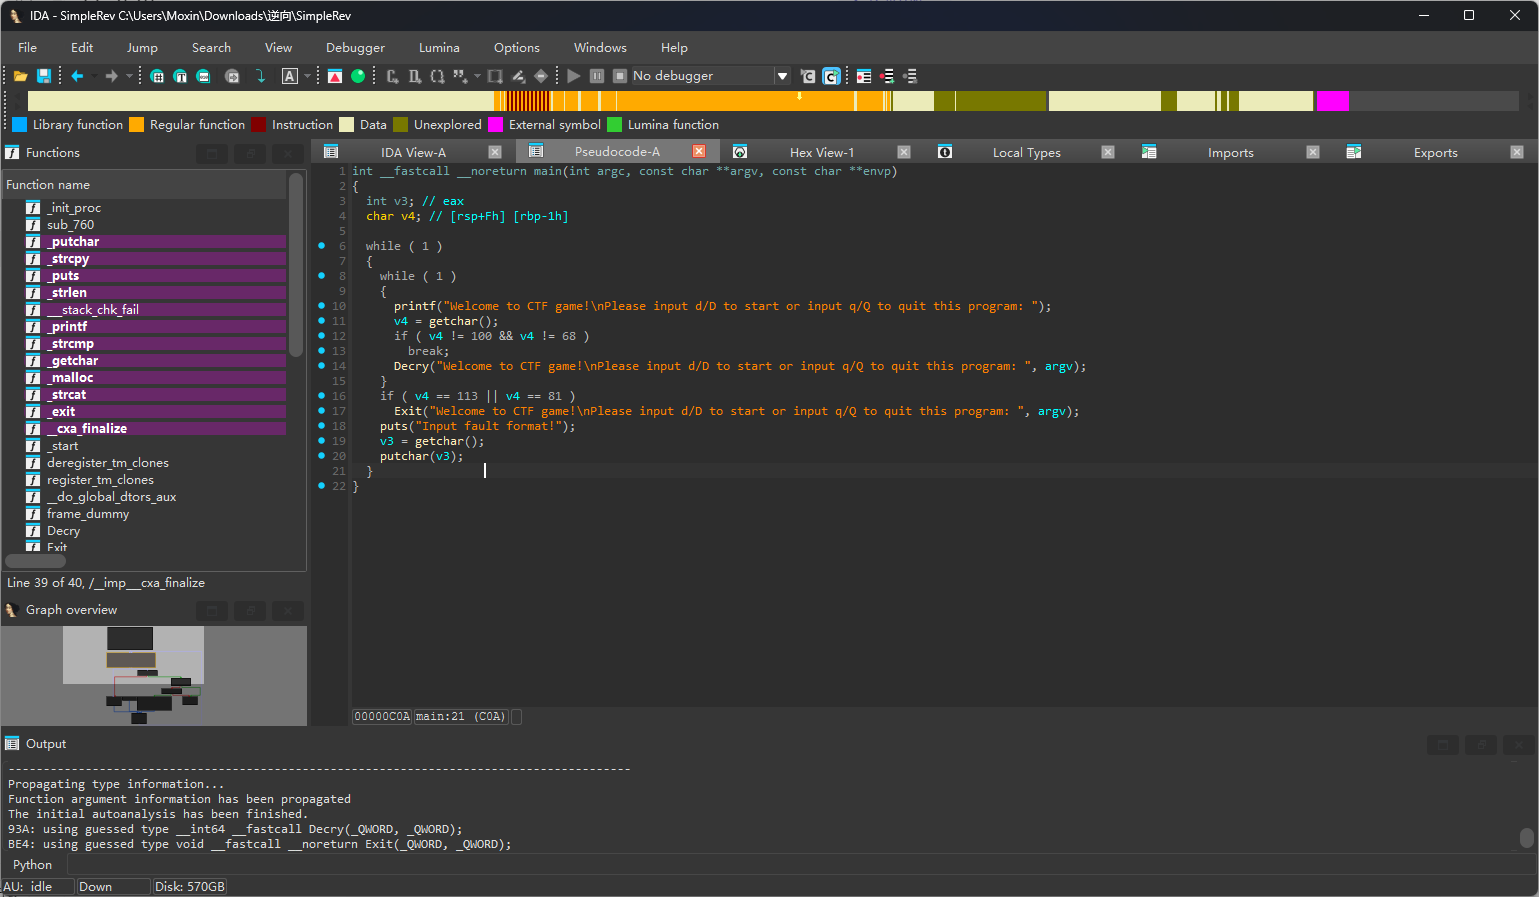 IDA - SimpleRev C:\Users\Moxin\Downloads\逆向\SimpleRev
File Edit Jump Search View Debugger Lumina Options Windows Help
No debugger
Library function Regular function Instruction Data Unexplored External symbol Lumina function
Functions
IDA View-A Pseudocode-A Hex View-1 Local Types Imports Exports
Function name
_init_proc
sub_760
_putchar
_strcpy
_puts
_strlen
___stack_chk_fail
_printf
_strcmp
_getchar
_malloc
_strcat
_exit
__cxa_finalize
_start
deregister_tm_clones
register_tm_clones
__do_global_dtors_aux
frame_dummy
Decry
Exit
Line 39 of 40, /__imp___cxa_finalize
Graph overview
1 int __fastcall __noreturn main(int argc, const char **argv, const char **envp)
2 {
3 int v3; // eax
4 char v4; // [rsp+Fh] [rbp-1h]
5
6 while ( 1 )
7 {
8 while ( 1 )
9 {
10 printf("Welcome to CTF game!\nPlease input d/D to start or input q/Q to quit this program: ");
11 v4 = getchar();
12 if ( v4 != 100 && v4 != 68 )
13 break;
14 Decry("Welcome to CTF game!\nPlease input d/D to start or input q/Q to quit this program: ", argv);
15 }
16 if ( v4 == 113 || v4 == 81 )
17 Exit("Welcome to CTF game!\nPlease input d/D to start or input q/Q to quit this program: ", argv);
18 puts("Input fault format!");
19 v3 = getchar();
20 putchar(v3);
21 }
22 }
00000C0A main:21 (C0A)
Output
-----------------------------------------------------------------------------------------
Propagating type information...
Function argument information has been propagated
The initial autoanalysis has been finished.
93A: using guessed type __int64 __fastcall Decry(_QWORD, _QWORD);
BE4: using guessed type void __fastcall __noreturn Exit(_QWORD, _QWORD);
Python
AU: idle Down Disk: 570GB